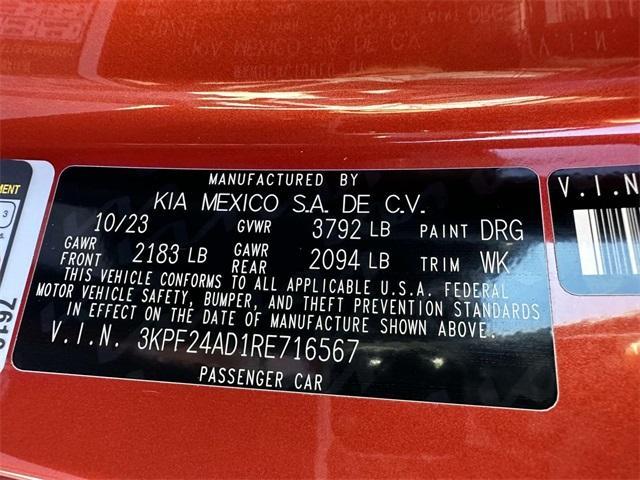 MANUFACTURED BY
KIA MEXICO S.A. DE C.V.
10/23 GVWR 3792 LB PAINT DRG
GAWR FRONT 2183 LB GAWR REAR 2094 LB TRIM WK
THIS VEHICLE CONFORMS TO ALL APPLICABLE U.S.A. FEDERAL
MOTOR VEHICLE SAFETY, BUMPER, AND THEFT PREVENTION STANDARDS
IN EFFECT ON THE DATE OF MANUFACTURE SHOWN ABOVE.
V.I.N. 3KPF24AD1RE716567
PASSENGER CAR
V.I.N
3